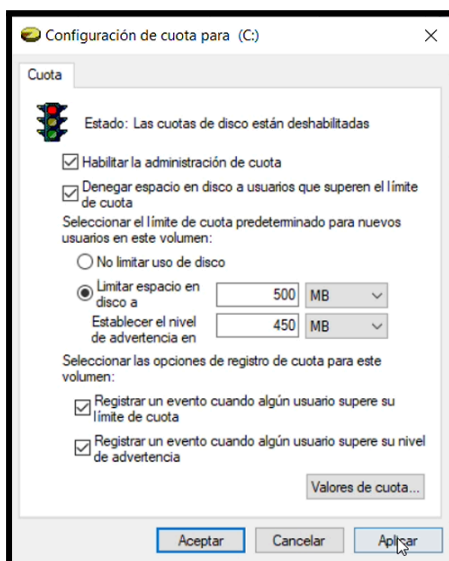 Configuración de cuota para (C:)
Cuota
Estado: Las cuotas de disco están deshabilitadas
Habilitar la administración de cuota
Denegar espacio en disco a usuarios que superen el límite
de cuota
Seleccionar el límite de cuota predeterminado para nuevos
usuarios en este volumen:
No limitar uso de disco
Limitar espacio en
disco a
500 MB
Establecer el nivel
de advertencia en
450 MB
Seleccionar las opciones de registro de cuota para este
volumen:
Registrar un evento cuando algún usuario supere su
límite de cuota
Registrar un evento cuando algún usuario supere su nivel
de advertencia
Valores de cuota...
Aceptar Cancelar Aplicar